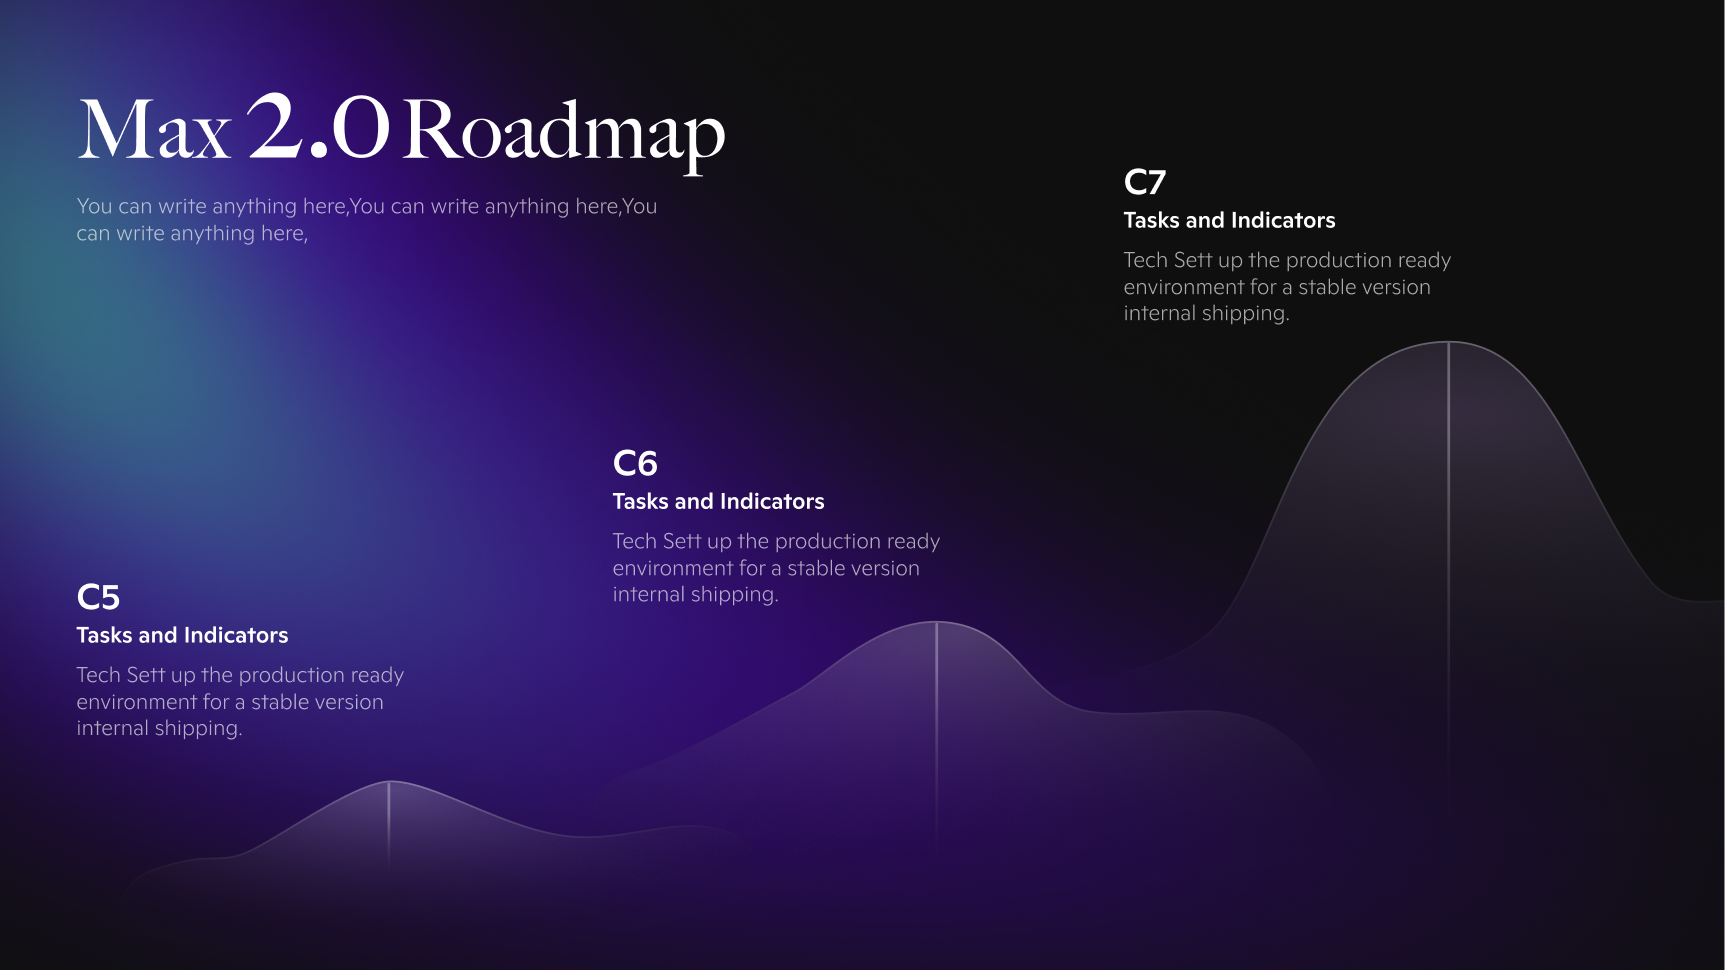 Max 2.0 Roadmap
You can write anything here,You can write anything here,You
can write anything here,
C7
Tasks and Indicators
Tech Sett up the production ready
environment for a stable version
internal shipping.
C6
Tasks and Indicators
Tech Sett up the production ready
environment for a stable version
internal shipping.
C5
Tasks and Indicators
Tech Sett up the production ready
environment for a stable version
internal shipping.